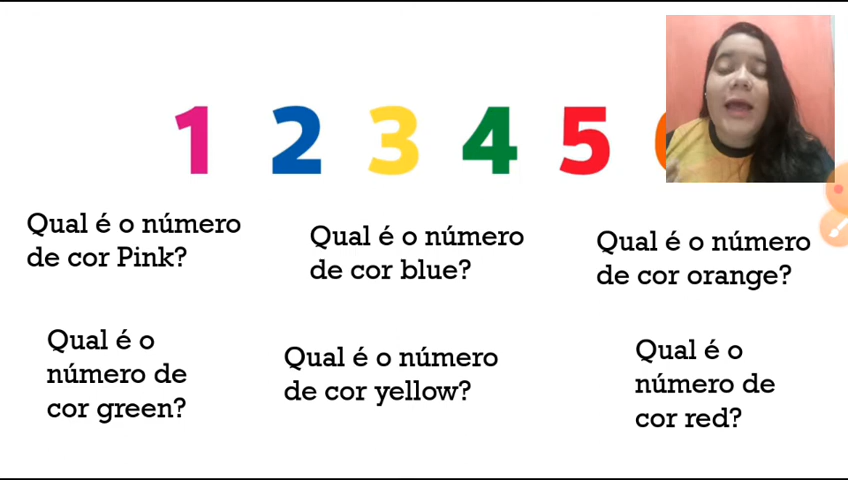 1 2 3 4 5
Qual é o número
de cor Pink?
Qual é o número
de cor blue?
Qual é o número
de cor orange?
Qual é o
número de
cor green?
Qual é o número
de cor yellow?
Qual é o
número de
cor red?